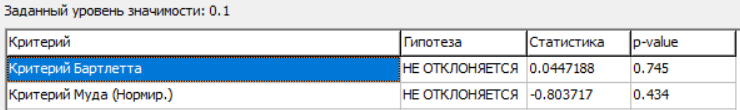 Заданный уровень значимости: 0.1
Критерий Гипотеза Статистика p-value
Критерий Бартлетта НЕ ОТКЛОНЯЕТСЯ 0.0447188 0.745
Критерий Муда (Нормир.) НЕ ОТКЛОНЯЕТСЯ -0.803717 0.434